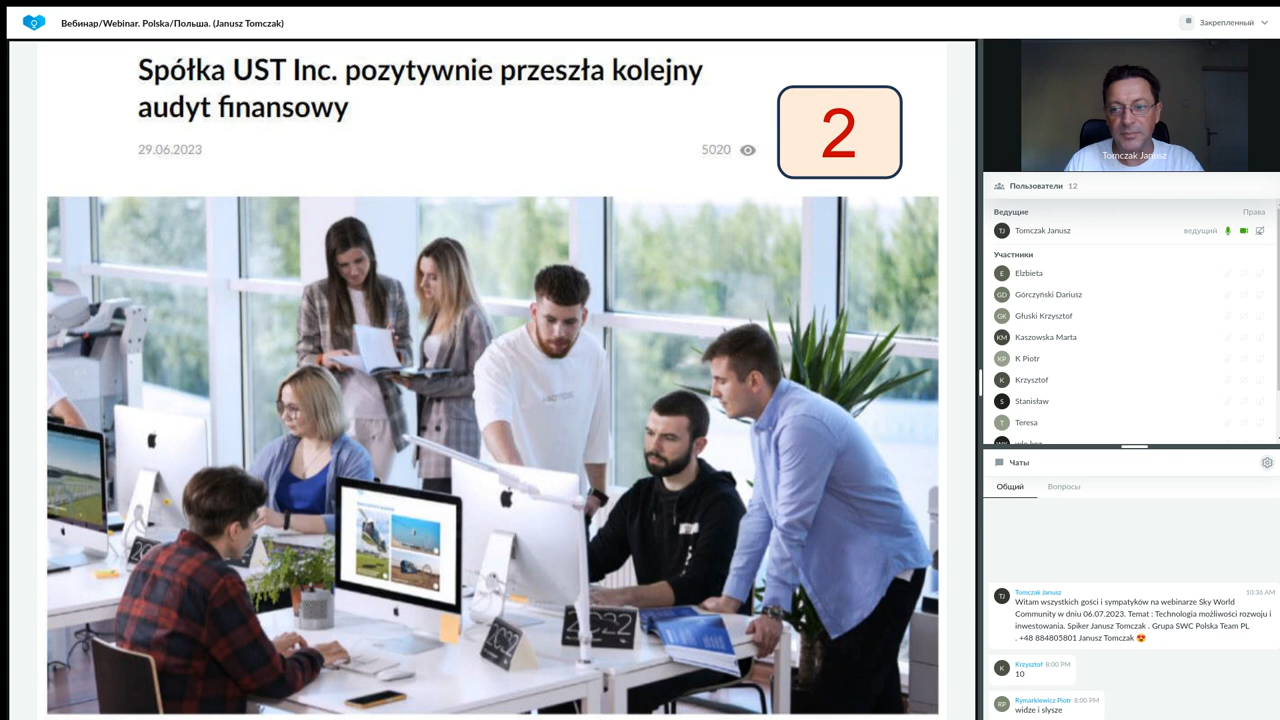 Вебинар/Webinar. Polska/Польша. (Janusz Tomczak)
Закрепленный
Spółka UST Inc. pozytywnie przeszła kolejny
audyt finansowy
29.06.2023
5020
2
Tomczak Janusz
Пользователи 12
Ведущие
Права
TJ Tomczak Janusz
ведущий
Участники
E Elzbieta
GD Górczyński Dariusz
GK Głuski Krzysztof
KM Kaszowska Marta
KP K Piotr
K Krzysztof
S Stanisław
T Teresa
Чаты
Общий
Вопросы
TJ Tomczak Janusz 10:36 AM
Witam wszystkich gości i sympatyków na webinarze Sky World
Community w dniu 06.07.2023. Temat : Technologia możliwości rozwoju i
inwestowania. Spiker Janusz Tomczak . Grupa SWC Polska Team PL
. +48 884805801 Janusz Tomczak 😍
K Krzysztof 8:00 PM
10
RP Rymarkiewicz Piotr 8:00 PM
widze i slysze
2022